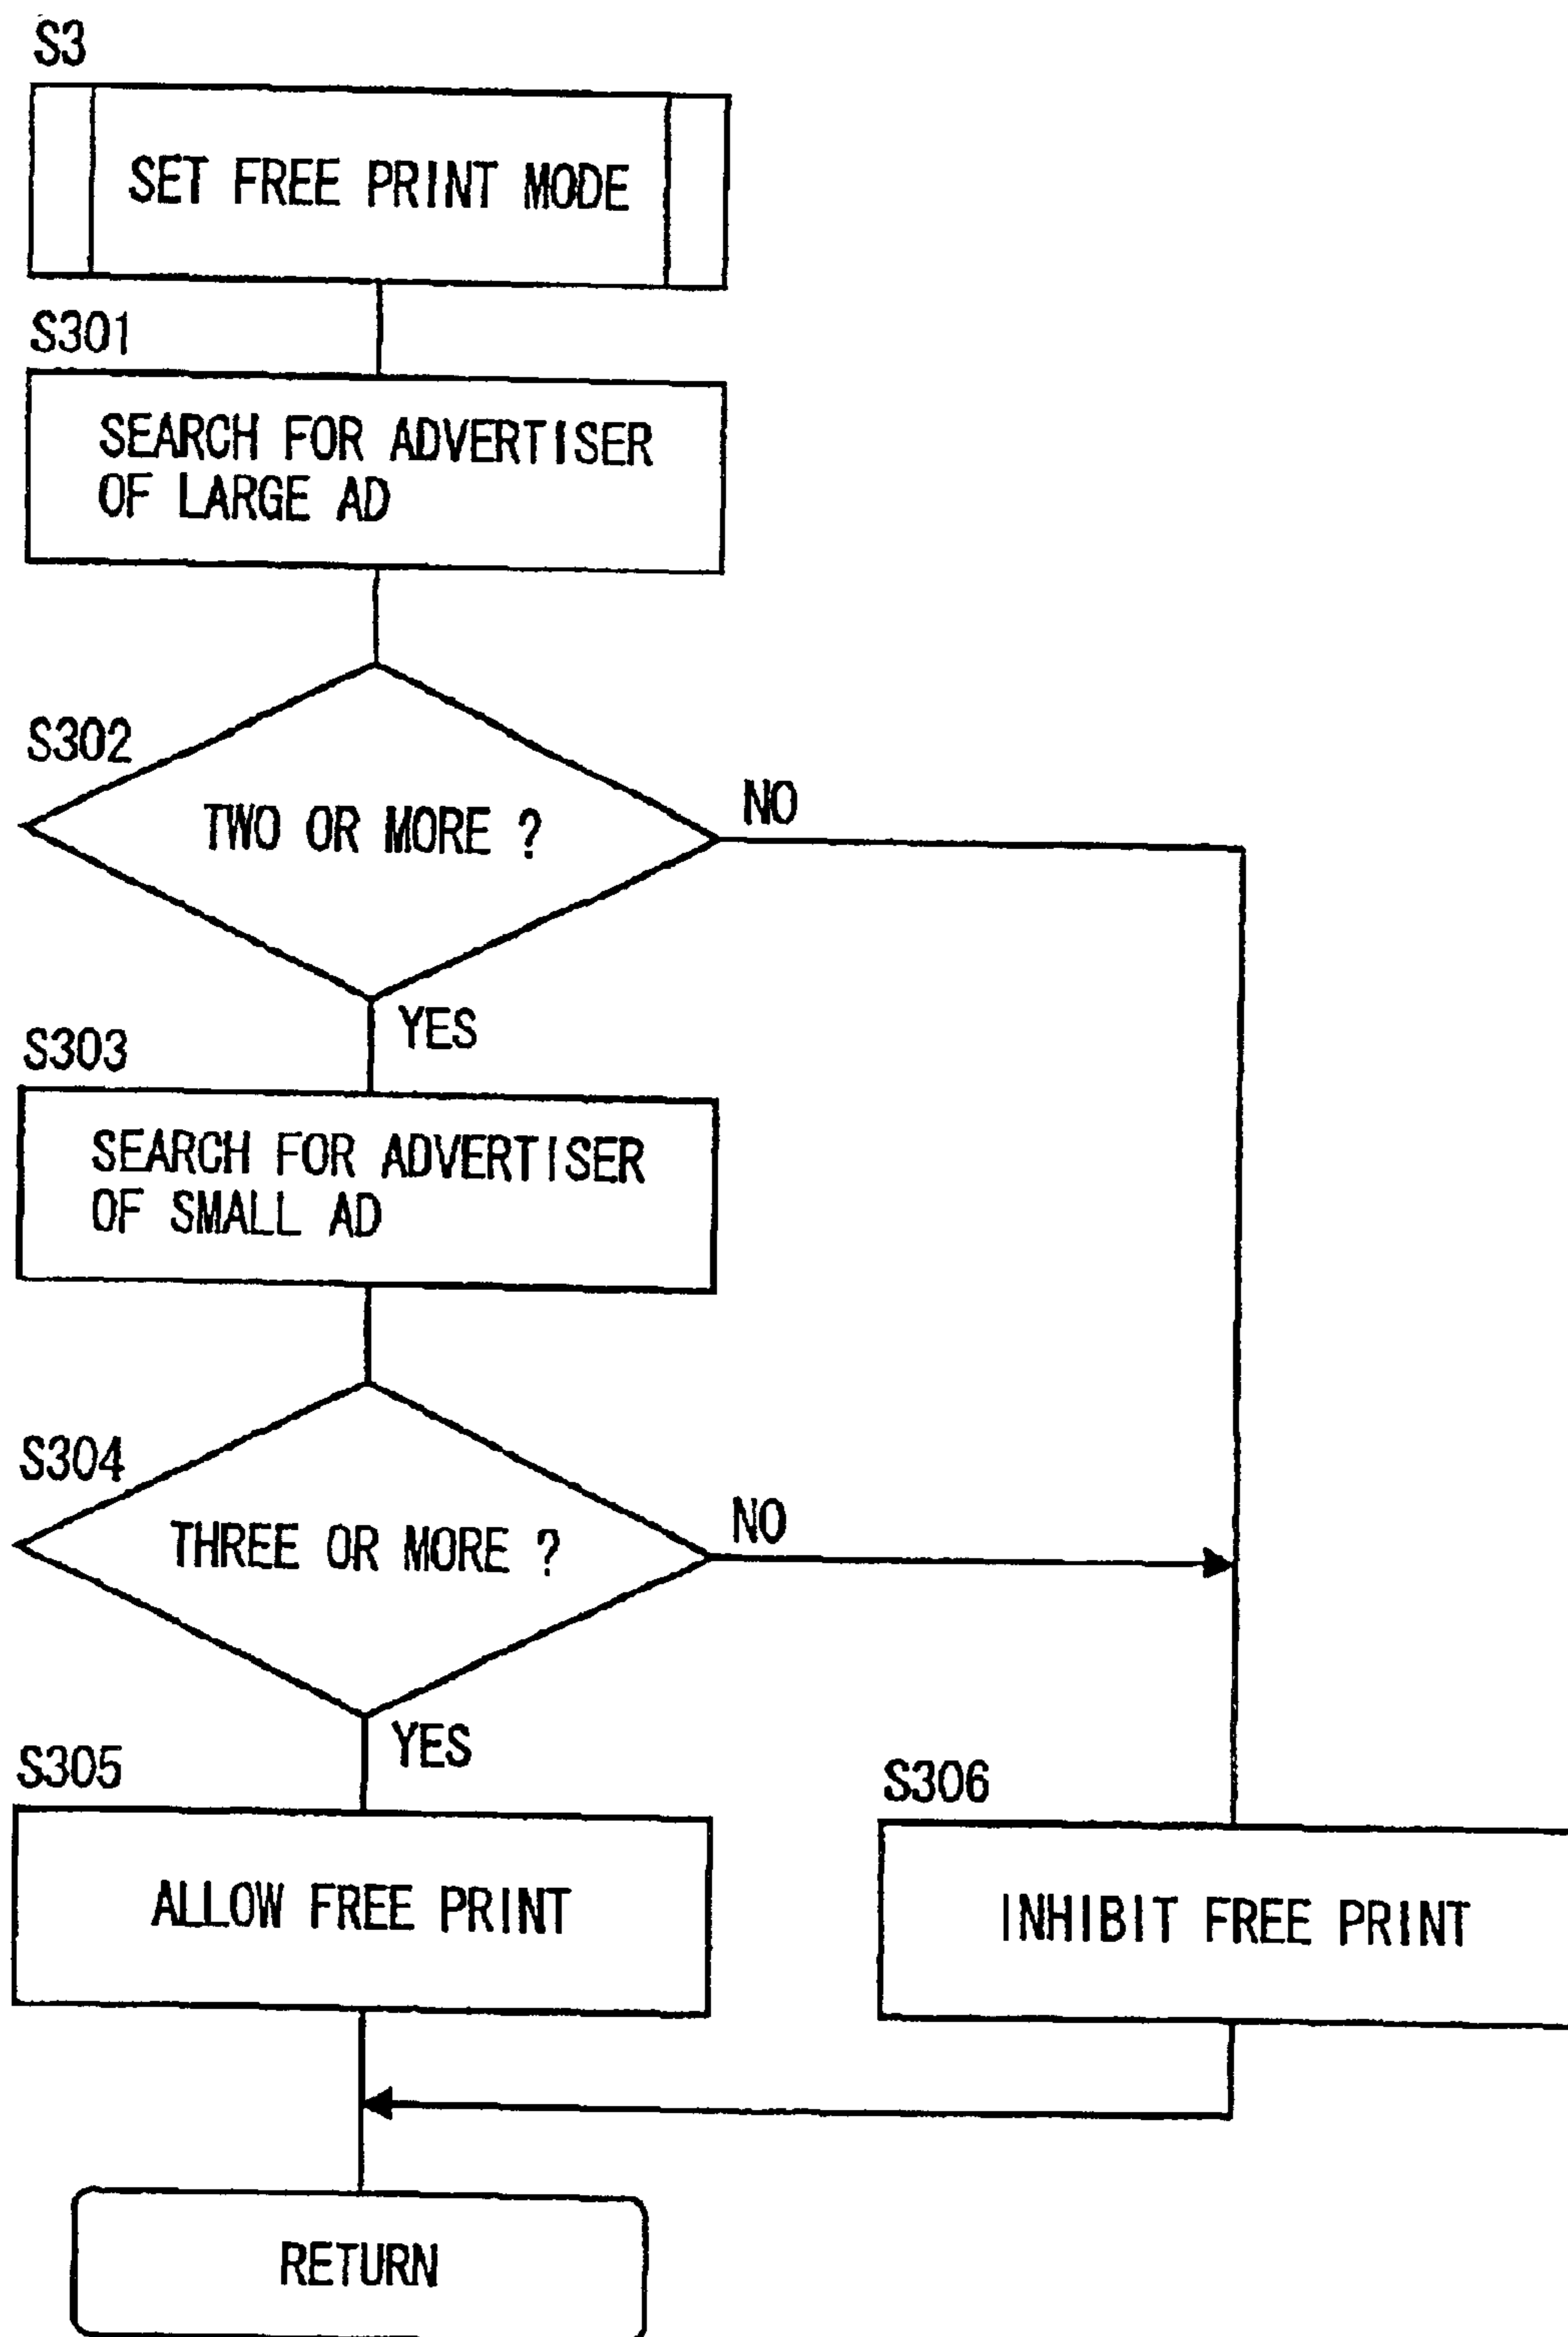 S3
SET FREE PRINT MODE
S301
SEARCH FOR ADVERTISER
OF LARGE AD
S302
TWO OR MORE ?
NO
YES
S303
SEARCH FOR ADVERTISER
OF SMALL AD
S304
THREE OR MORE ?
NO
YES
S305
ALLOW FREE PRINT
S306
INHIBIT FREE PRINT
RETURN